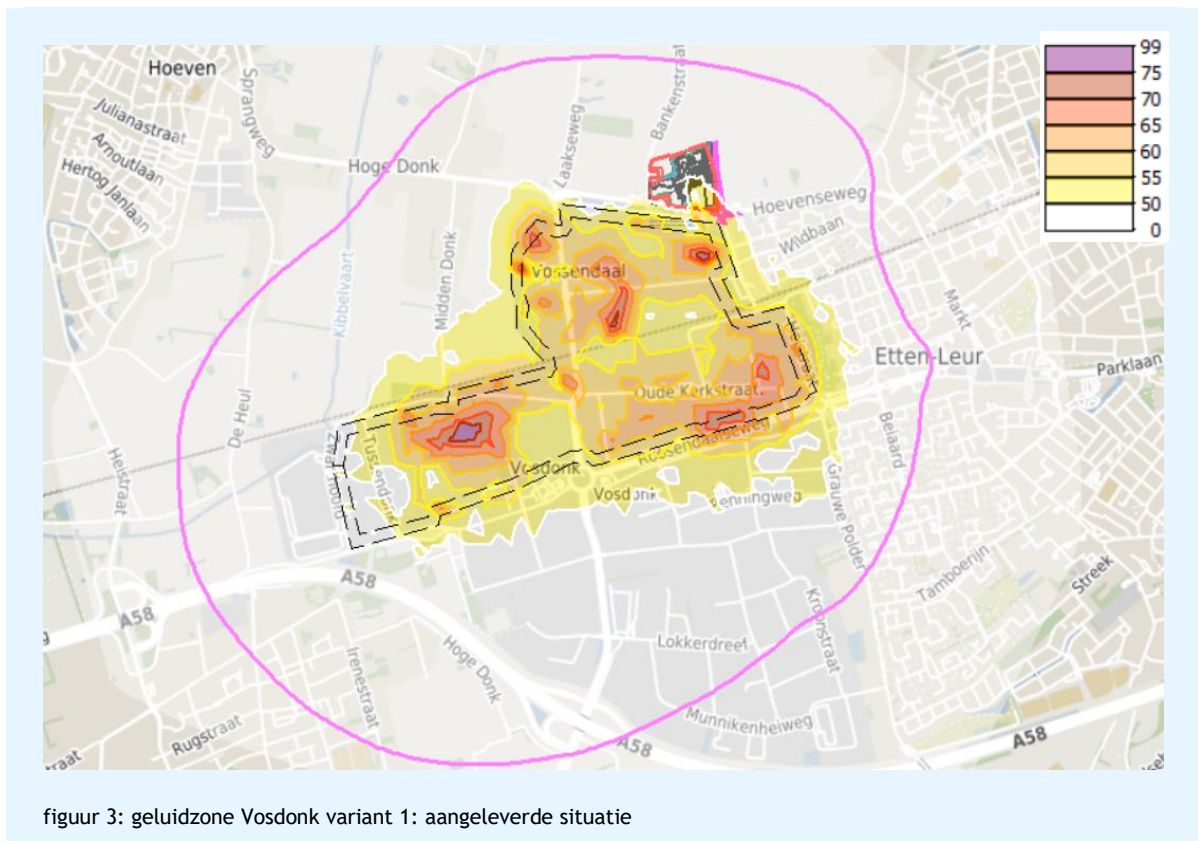 Hoeven
Sprangweg
Laakseweg
Bankenstraat
Julianastraat
Arnoutlaan
Hertog Janlaan
Hoge Donk
Hoevenseweg
Wildbaan
Kibbelvaart
Midden Donk
Vossendaal
Markt
Etten-Leur
Parklaan
De Heul
Oude Kerkstraat
Beiaard
Roosendaalseweg
Vosdonk
Vosdonk
Penningweg
Grauwe Polder
A58
A58
Tamboerijn
Streek
Kroonstraat
Lokkerdreef
Hoge Donk
Irenestraat
Rugstraat
Munnikenheiweg
A58
A58
99
75
70
65
60
55
50
0
figuur 3: geluidzone Vosdonk variant 1: aangeleverde situatie